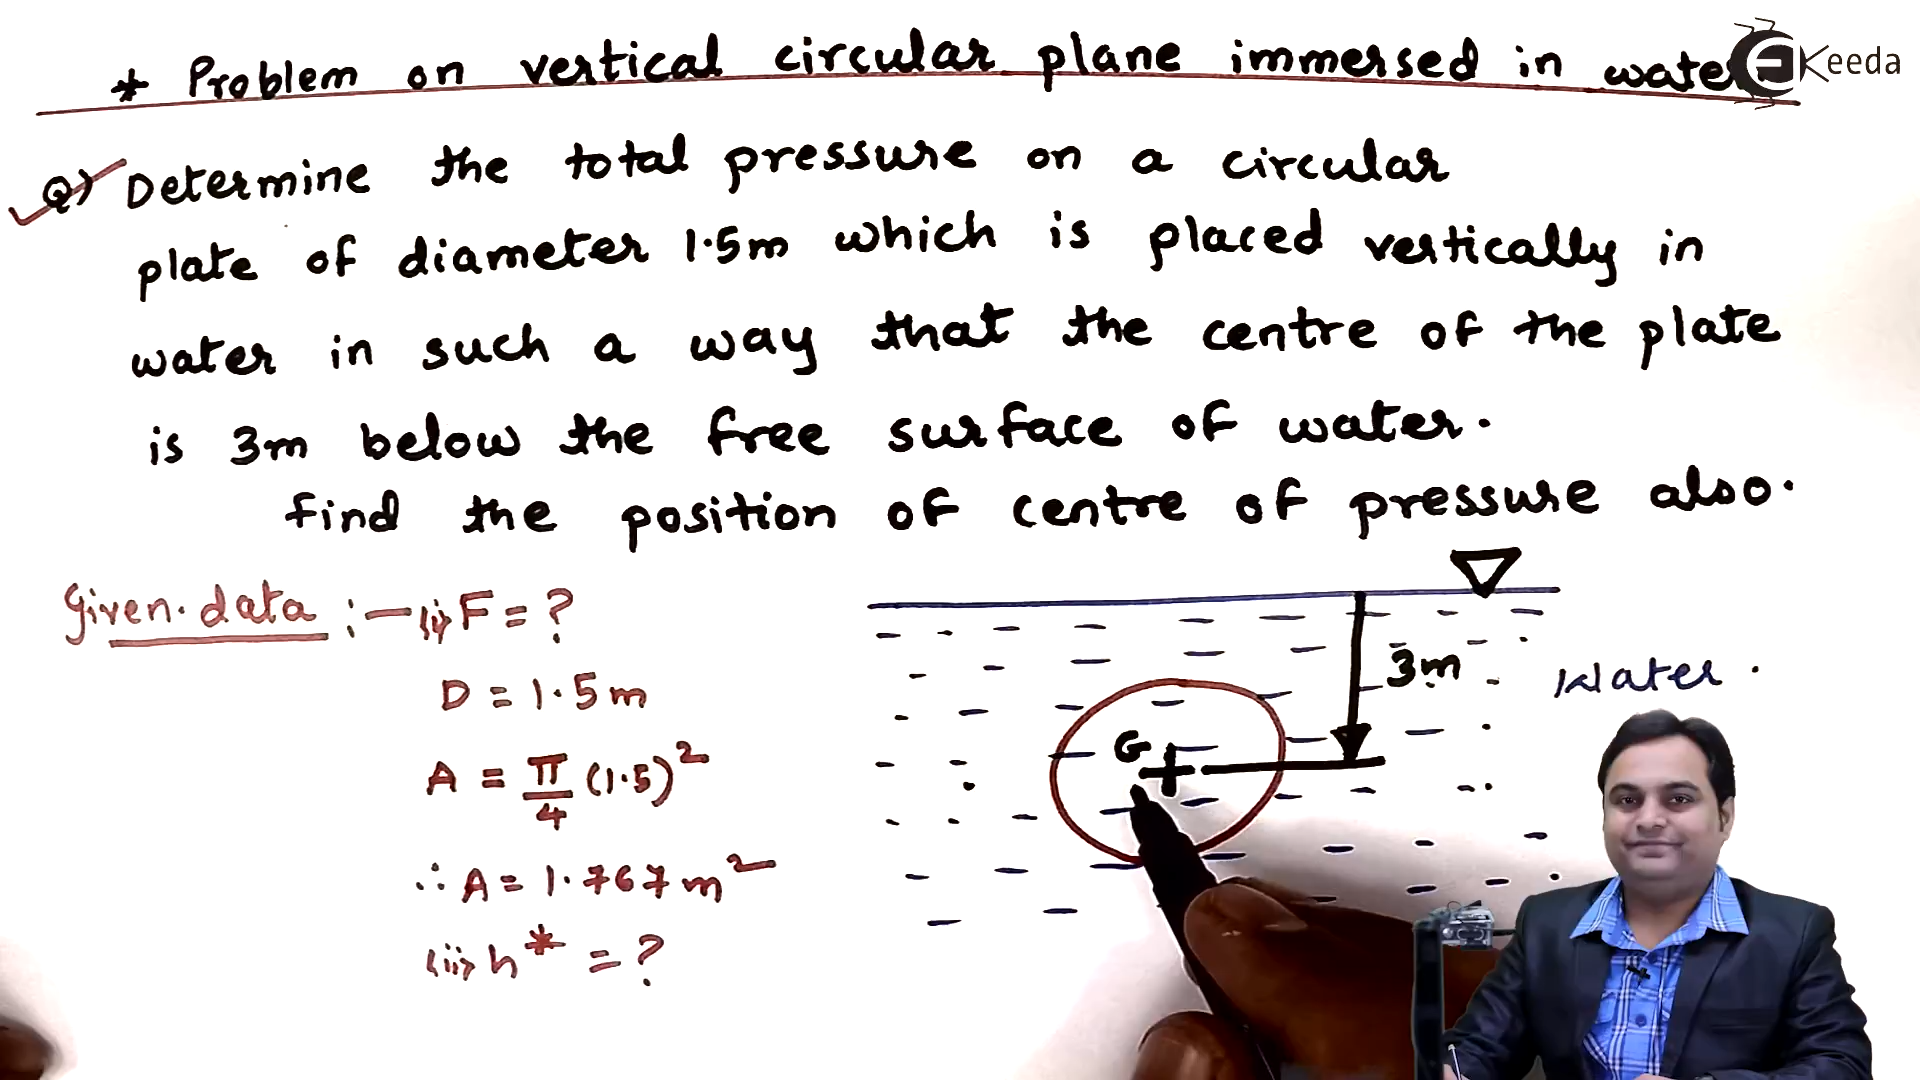 * Problem on vertical circular plane immersed in water
Keeda
Q) Determine the total pressure on a circular
plate of diameter 1.5m which is placed vertically in
water in such a way that the centre of the plate
is 3m below the free surface of water.
find the position of centre of pressure also.
Given data :- (i) F = ?
D = 1.5m
A = π/4 (1.5)²
∴ A = 1.767 m²
(ii) h* = ?
3m
Water.
G